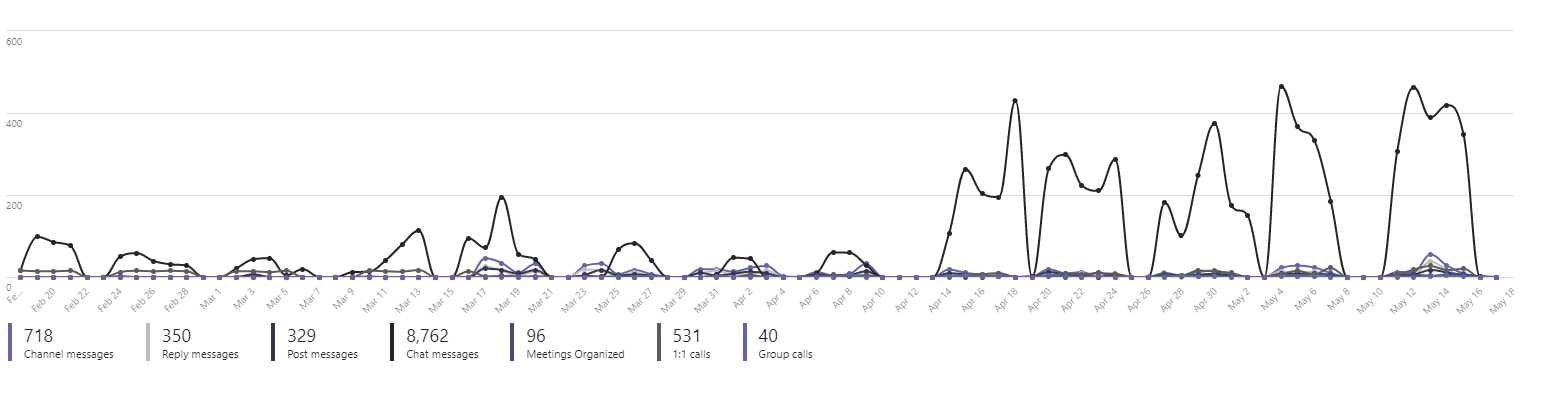 600
400
200
0
Fe...
Feb 20
Feb 22
Feb 24
Feb 26
Feb 28
Mar 1
Mar 3
Mar 5
Mar 7
Mar 9
Mar 11
Mar 13
Mar 15
Mar 17
Mar 19
Mar 21
Mar 23
Mar 25
Mar 27
Mar 29
Mar 31
Apr 2
Apr 4
Apr 6
Apr 8
Apr 10
Apr 12
Apr 14
Apr 16
Apr 18
Apr 20
Apr 22
Apr 24
Apr 26
Apr 28
Apr 30
May 2
May 4
May 6
May 8
May 10
May 12
May 14
May 16
May 18
718
Channel messages
350
Reply messages
329
Post messages
8,762
Chat messages
96
Meetings Organized
531
1:1 calls
40
Group calls